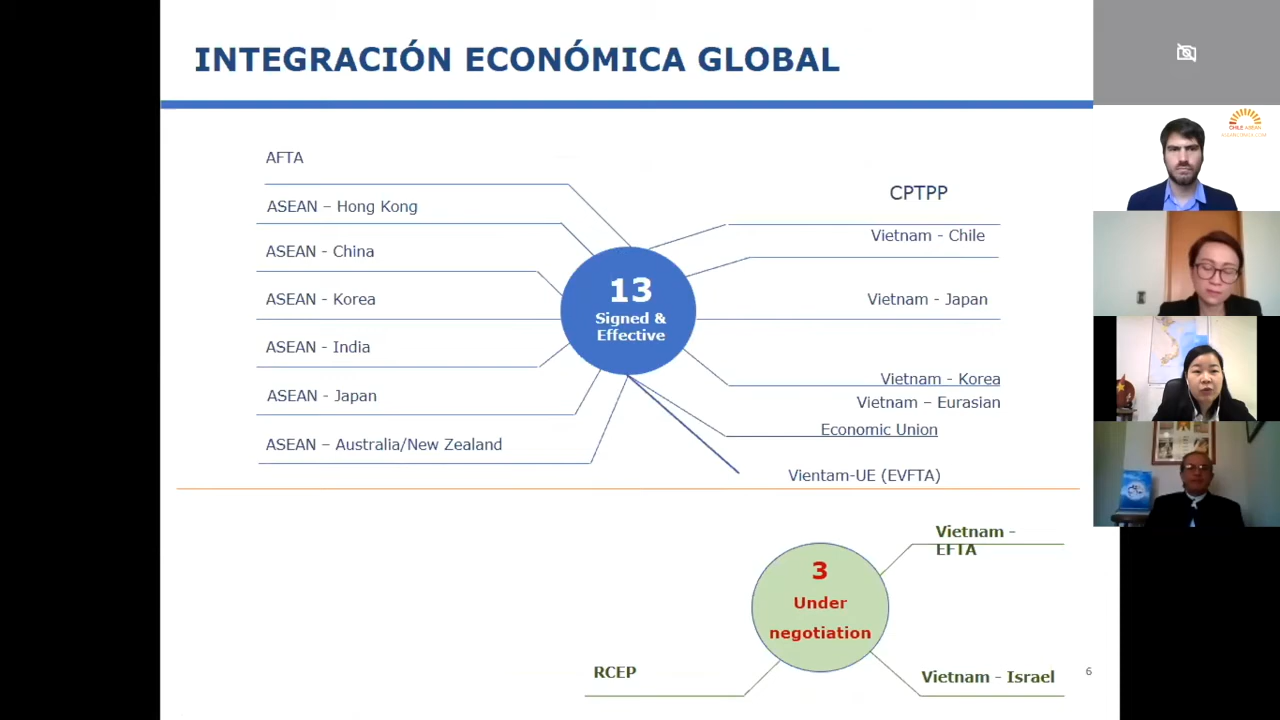 INTEGRACIÓN ECONÓMICA GLOBAL
AFTA
ASEAN – Hong Kong
ASEAN - China
ASEAN - Korea
ASEAN - India
ASEAN - Japan
ASEAN – Australia/New Zealand
13
Signed &
Effective
CPTPP
Vietnam - Chile
Vietnam - Japan
Vietnam - Korea
Vietnam – Eurasian
Economic Union
Vientam-UE (EVFTA)
3
Under
negotiation
Vietnam -
EFTA
RCEP
Vietnam - Israel
6
CHILE ASEAN